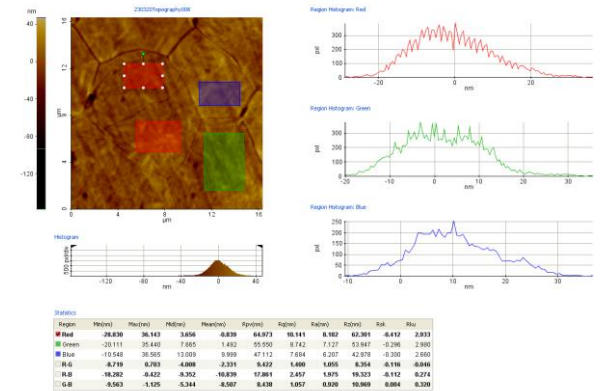 nm
230320Topography008
40
0
-40
-80
-120
16
12
8
4
0
μm
0 4 8 12 16
μm
Histogram
500 psl/div
-120 -80 -40 0 40
nm
Region Histogram: Red
300
200
100
0
psl
-20 0 20
nm
Region Histogram: Green
300
200
100
0
psl
-20 -10 0 10 20 30
nm
Region Histogram: Blue
250
200
150
100
50
0
psl
-10 0 10 20 30
nm
Statistics
Region Min(nm) Max(nm) Mid(nm) Mean(nm) Rpv(nm) Rq(nm) Ra(nm) Rz(nm) Rsk Rku
Red -28.830 36.143 3.656 -0.839 64.973 10.141 8.182 62.301 -0.412 2.933
Green -20.111 35.440 7.665 1.492 55.550 8.742 7.127 53.947 -0.296 2.980
Blue -10.548 36.565 13.009 9.999 47.112 7.684 6.207 42.978 -0.300 2.660
R-G -8.719 0.703 -4.008 -2.331 9.422 1.400 1.055 8.354 -0.116 -0.046
R-B -18.282 -0.422 -9.352 -10.839 17.861 2.457 1.975 19.323 -0.112 0.274
G-B -9.563 -1.125 -5.344 -8.507 8.438 1.057 0.920 10.969 0.004 0.320